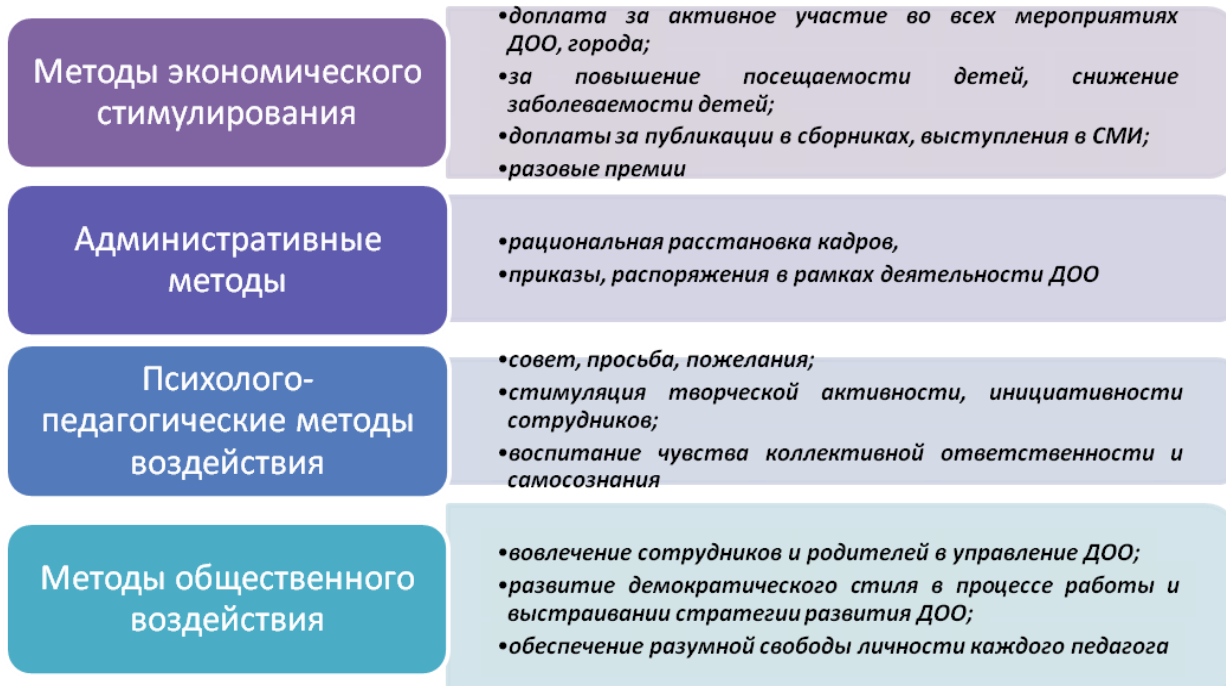 Методы экономического
стимулирования
•доплата за активное участие во всех мероприятиях
ДОО, города;
•за повышение посещаемости детей, снижение
заболеваемости детей;
•доплаты за публикации в сборниках, выступления в СМИ;
•разовые премии
Административные
методы
•рациональная расстановка кадров,
•приказы, распоряжения в рамках деятельности ДОО
Психолого-
педагогические методы
воздействия
•совет, просьба, пожелания;
•стимуляция творческой активности, инициативности
сотрудников;
•воспитание чувства коллективной ответственности и
самосознания
Методы общественного
воздействия
•вовлечение сотрудников и родителей в управление ДОО;
•развитие демократического стиля в процессе работы и
выстраивании стратегии развития ДОО;
•обеспечение разумной свободы личности каждого педагога